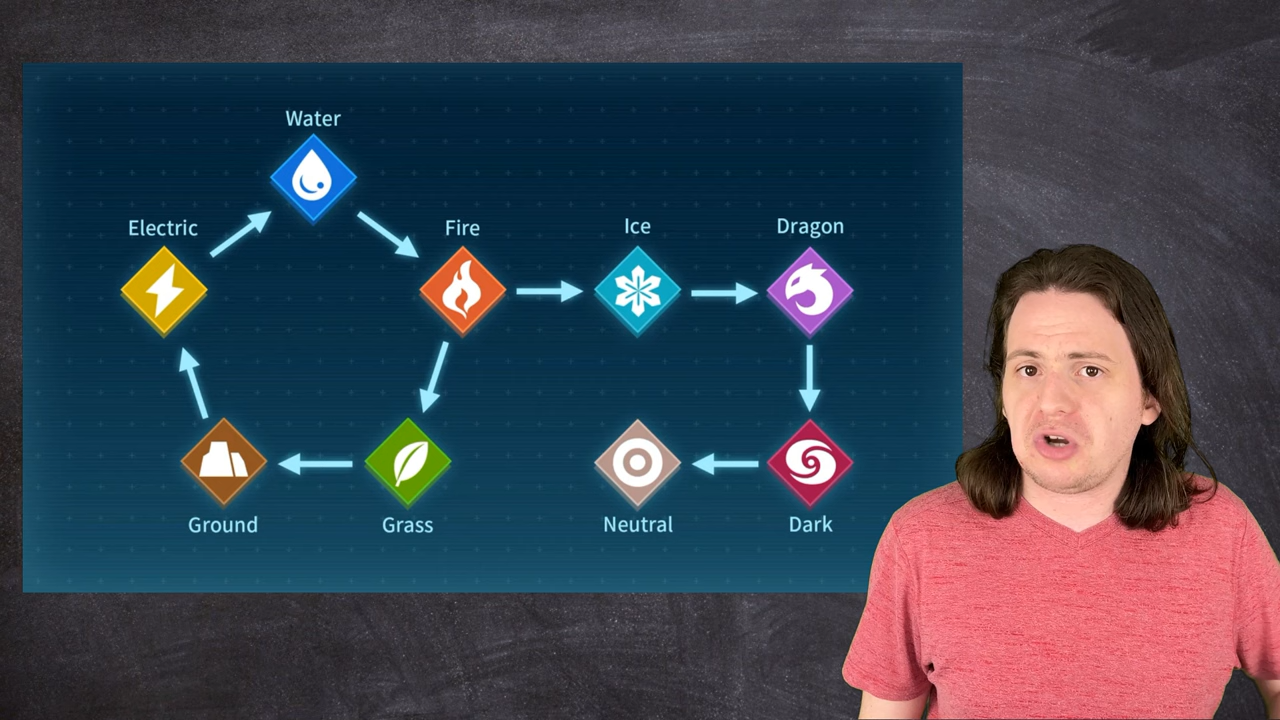 Water
Electric
Fire
Ice
Dragon
Ground
Grass
Neutral
Dark